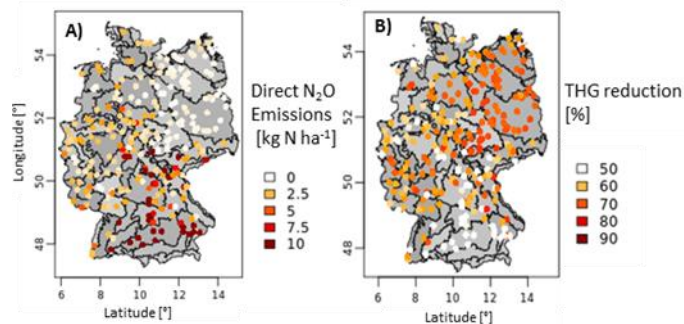 A)
B)
54
52
50
48
Longitude [°]
6 8 10 12 14
Latitude [°]
Direct N₂O
Emissions
[kg N ha⁻¹]
0
2.5
5
7.5
10
54
52
50
48
6 8 10 12 14
Latitude [°]
THG reduction
[%]
50
60
70
80
90